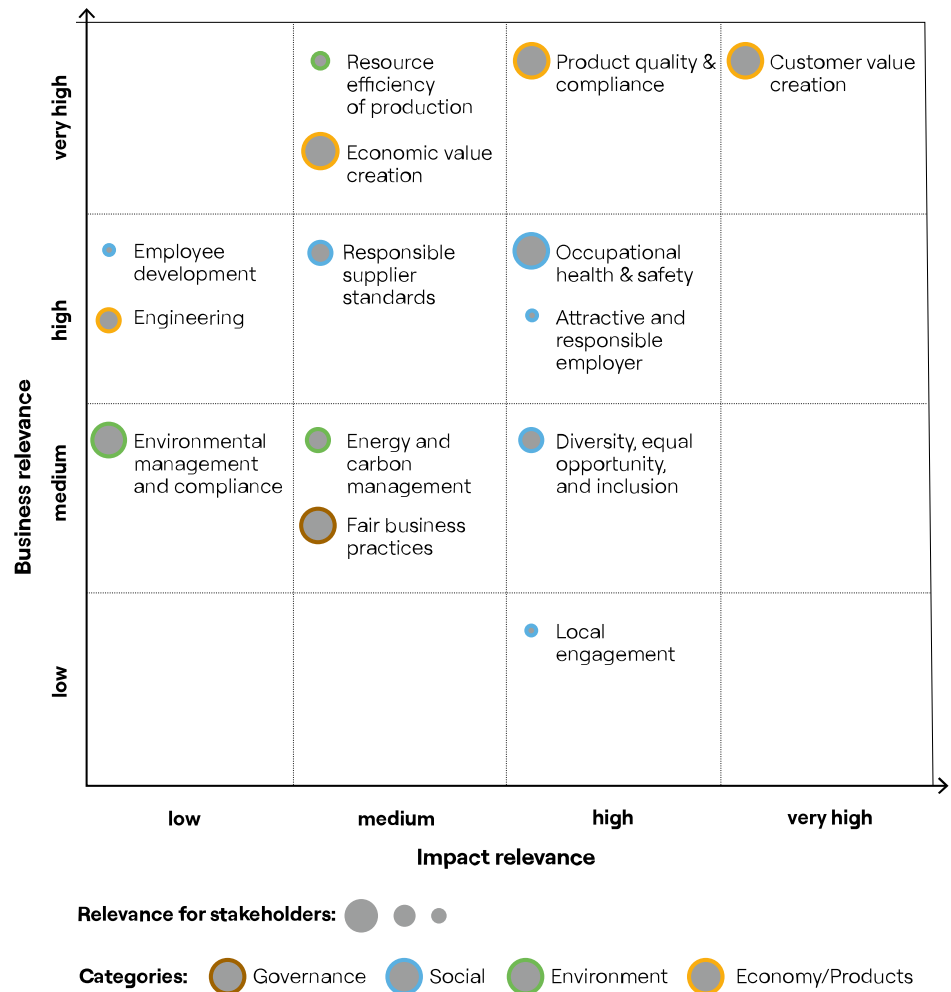 very high
Resource
efficiency
of production
Economic value
creation
Product quality &
compliance
Customer value
creation
high
Employee
development
Engineering
Responsible
supplier
standards
Occupational
health & safety
Attractive and
responsible
employer
Business relevance
medium
Environmental
management
and compliance
Energy and
carbon
management
Fair business
practices
Diversity, equal
opportunity,
and inclusion
low
Local
engagement
low
medium
high
very high
Impact relevance
Relevance for stakeholders:
Categories:
Governance
Social
Environment
Economy/Products